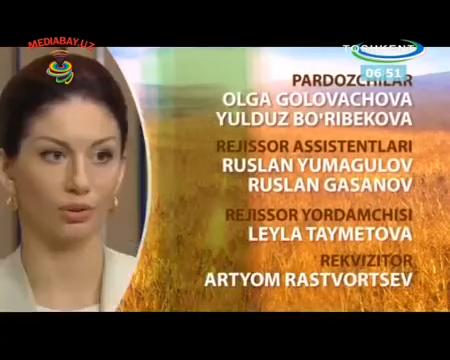 MEDIABAY.UZ
TOSHKENT
06 51
PARDOZCHILAR
OLGA GOLOVACHOVA
YULDUZ BO'RIBEKOVA
REJISSOR ASSISTENTLARI
RUSLAN YUMAGULOV
RUSLAN GASANOV
REJISSOR YORDAMCHISI
LEYLA TAYMETOVA
REKVIZITOR
ARTYOM RASTVORTSEV